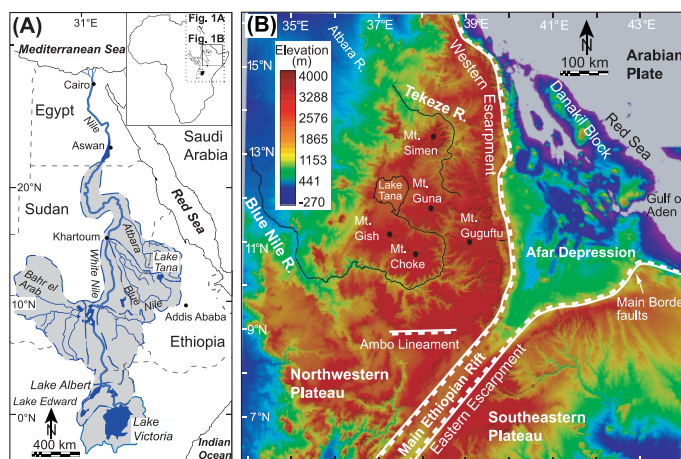 (A)
31°E
Mediterranean Sea
Cairo
Egypt
Nile
Aswan
Saudi
Arabia
20°N
Sudan
Red Sea
Khartoum
Atbara
White Nile
Lake
Tana
Bahr el
Arab
Blue
Nile
10°N
Addis Ababa
Ethiopia
Lake Albert
Lake Edward
N
0°N
Lake
Victoria
400 km
Indian
Ocean
Fig. 1A
Fig. 1B
(B)
35°E
37°E
39°E
41°E
43°E
15°N
13°N
11°N
9°N
7°N
Elevation
(m)
4000
3288
2576
1865
1153
441
-270
Atbara R.
Tekeze R.
Western Escarpment
N
100 km
Arabian
Plate
Danakil Block
Red Sea
Mt.
Simen
Lake
Tana
Mt.
Guna
Mt.
Gish
Mt.
Choke
Mt.
Guguftu
Blue Nile R.
Gulf of
Aden
Afar Depression
Main Border
faults
Ambo Lineament
Northwestern
Plateau
Main Ethiopian Rift
Eastern Escarpment
Southeastern
Plateau